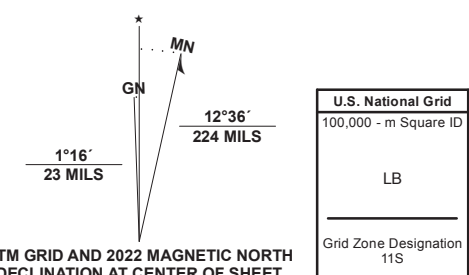 MN
GN
12°36´
224 MILS
1°16´
23 MILS
TM GRID AND 2022 MAGNETIC NORTH
DECLINATION AT CENTER OF SHEET
U.S. National Grid
100,000 - m Square ID
LB
Grid Zone Designation
11S